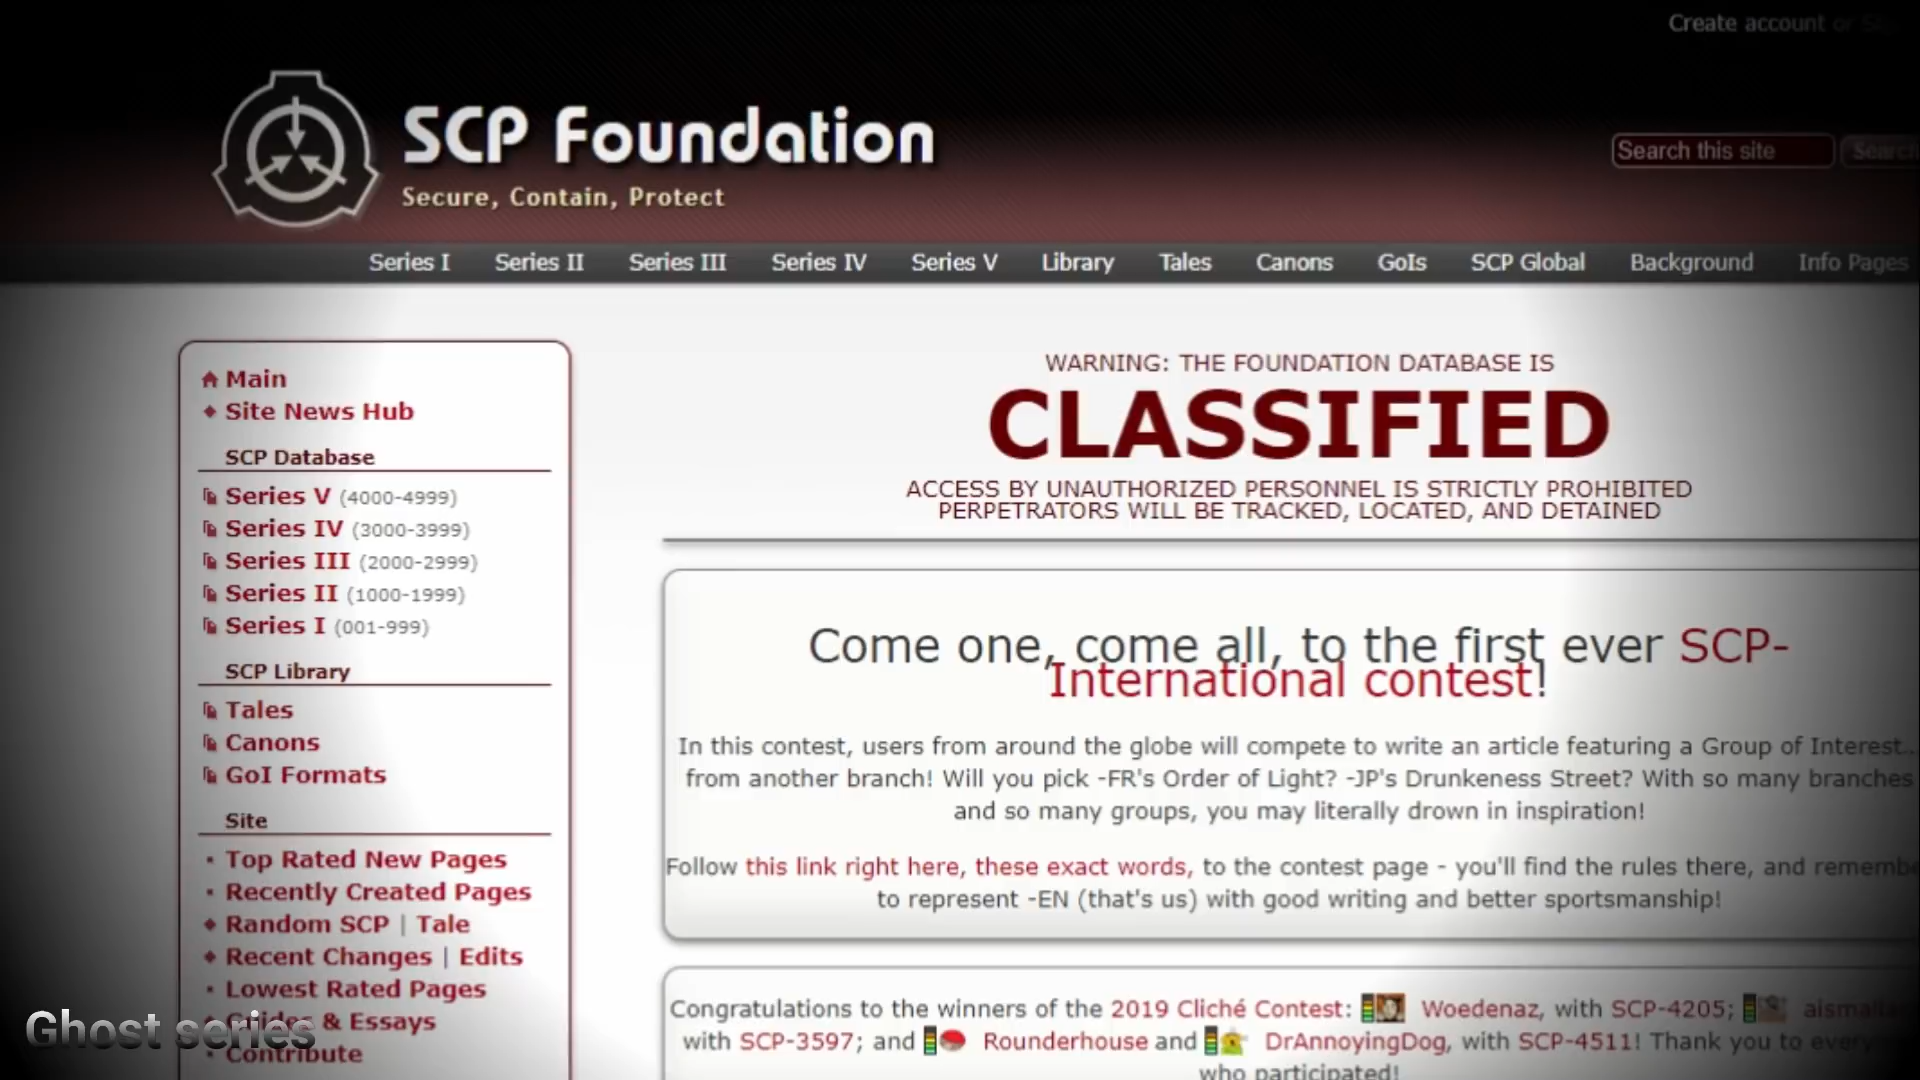 Create account or
SCP Foundation
Secure, Contain, Protect
Search this site
Search
Series I Series II Series III Series IV Series V Library Tales Canons GoIs SCP Global Background Info Pages
Main
Site News Hub
SCP Database
Series V (4000-4999)
Series IV (3000-3999)
Series III (2000-2999)
Series II (1000-1999)
Series I (001-999)
SCP Library
Tales
Canons
GoI Formats
Site
Top Rated New Pages
Recently Created Pages
Random SCP | Tale
Recent Changes | Edits
Lowest Rated Pages
Guides & Essays
Contribute
WARNING: THE FOUNDATION DATABASE IS
CLASSIFIED
ACCESS BY UNAUTHORIZED PERSONNEL IS STRICTLY PROHIBITED
PERPETRATORS WILL BE TRACKED, LOCATED, AND DETAINED
Come one, come all, to the first ever SCP-
International contest!
In this contest, users from around the globe will compete to write an article featuring a Group of Interest...
from another branch! Will you pick -FR's Order of Light? -JP's Drunkeness Street? With so many branches
and so many groups, you may literally drown in inspiration!
Follow this link right here, these exact words, to the contest page - you'll find the rules there, and remembe
to represent -EN (that's us) with good writing and better sportsmanship!
Congratulations to the winners of the 2019 Cliché Contest: Woedenaz, with SCP-4205;
with SCP-3597; and Rounderhouse and DrAnnoyingDog, with SCP-4511! Thank you to
who participated!
Ghost series